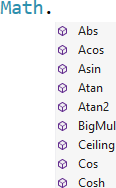 Math.
Abs
Acos
Asin
Atan
Atan2
BigMul
Ceiling
Cos
Cosh